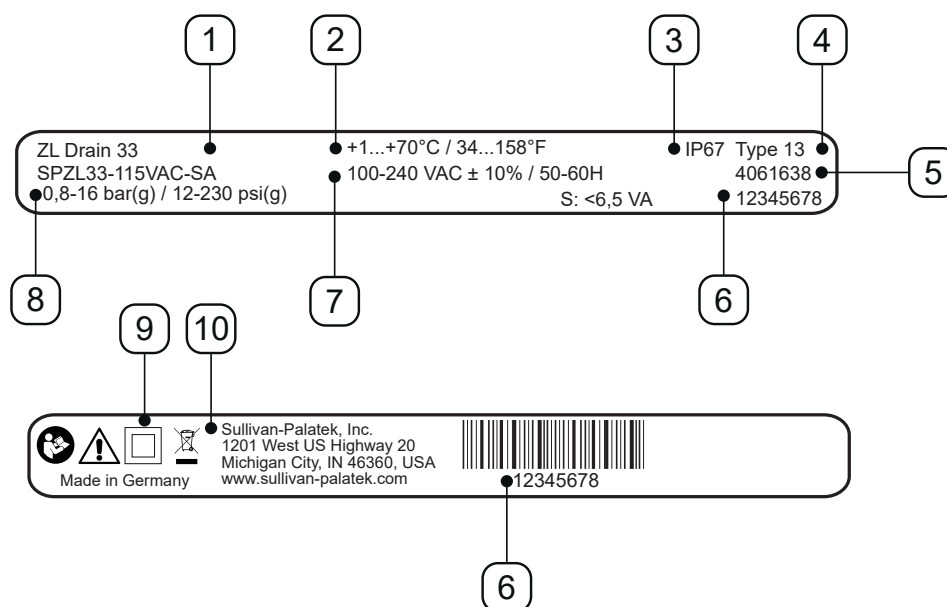 1
2
3
4
ZL Drain 33
+1...+70°C / 34...158°F
IP67 Type 13
SPZL33-115VAC-SA
100-240 VAC ± 10% / 50-60H
4061638
5
0,8-16 bar(g) / 12-230 psi(g)
S: <6,5 VA
12345678
8
7
6
9
10
Sullivan-Palatek, Inc.
1201 West US Highway 20
Michigan City, IN 46360, USA
www.sullivan-palatek.com
Made in Germany
12345678
6